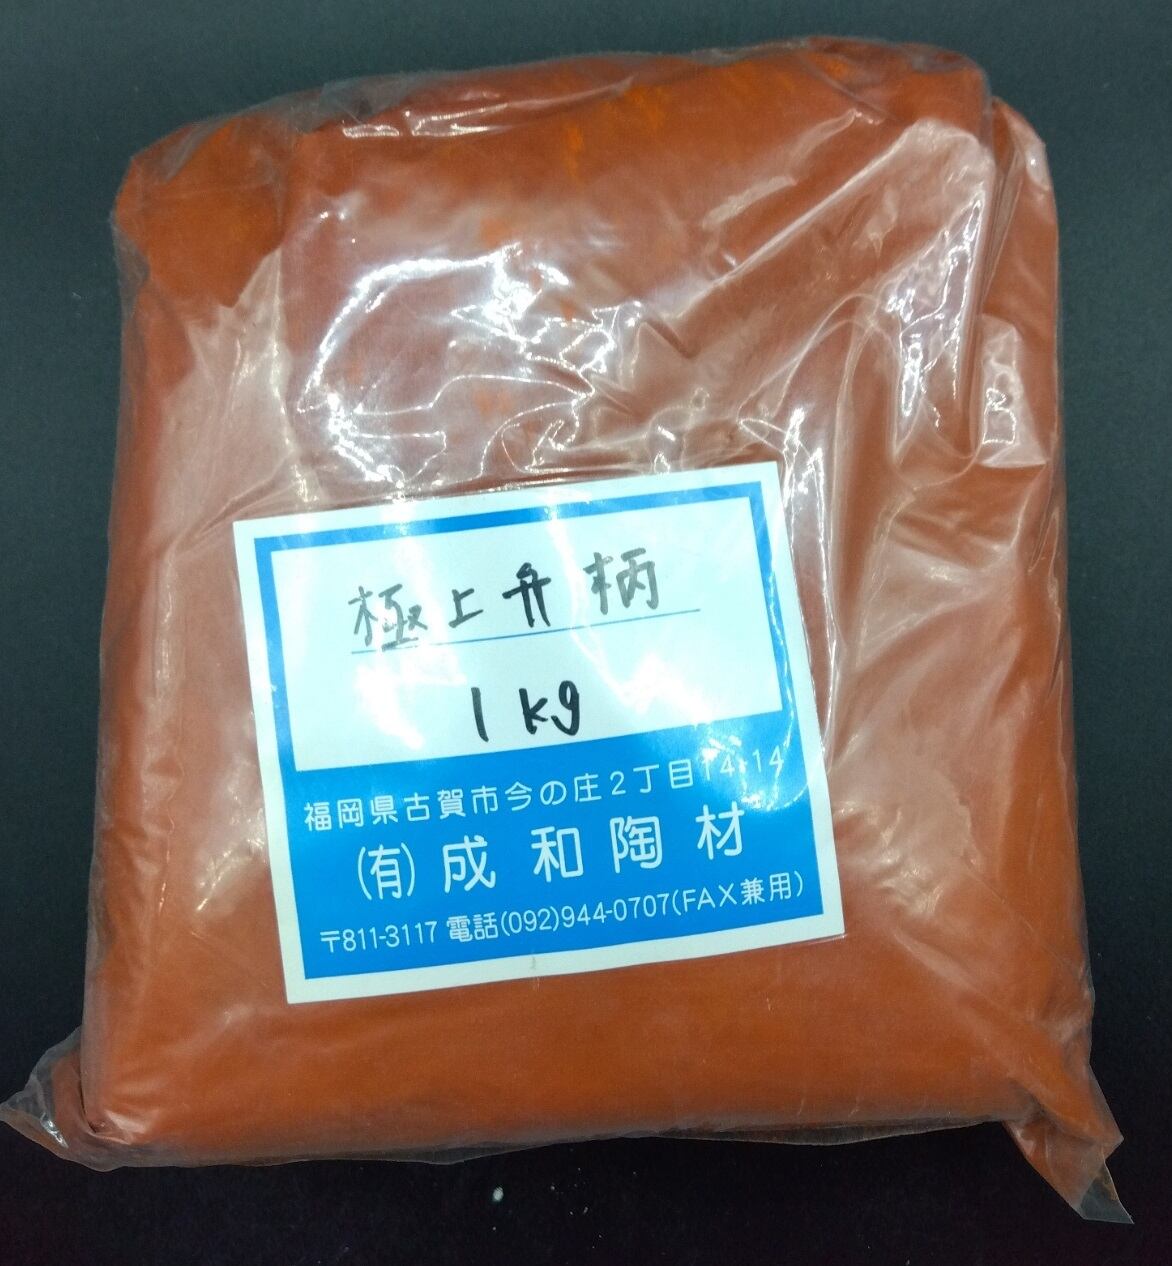 極上弁柄
1kg
福岡県古賀市今の庄2丁目14-14
(有)成和陶材
〒811-3117 電話(092)944-0707(FAX兼用)